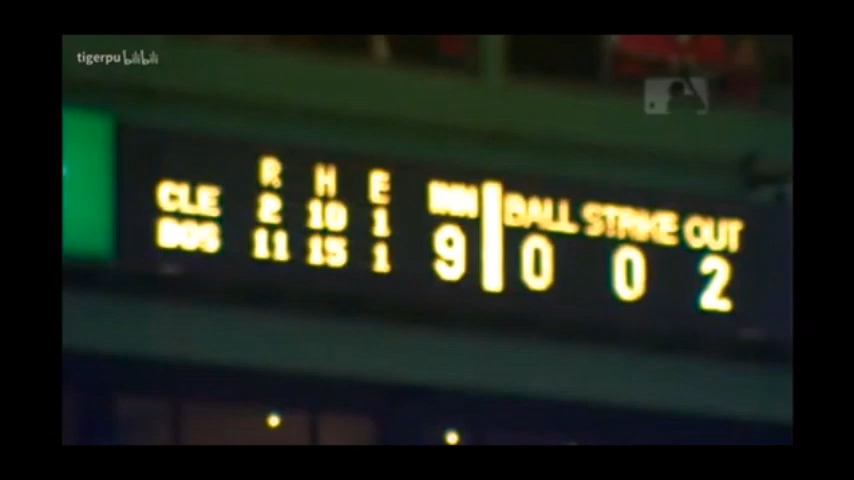 tigerpu bilibili
R H E
CLE 2 10 1
BOS 11 15 1
INN BALL STRIKE OUT
9 0 0 2